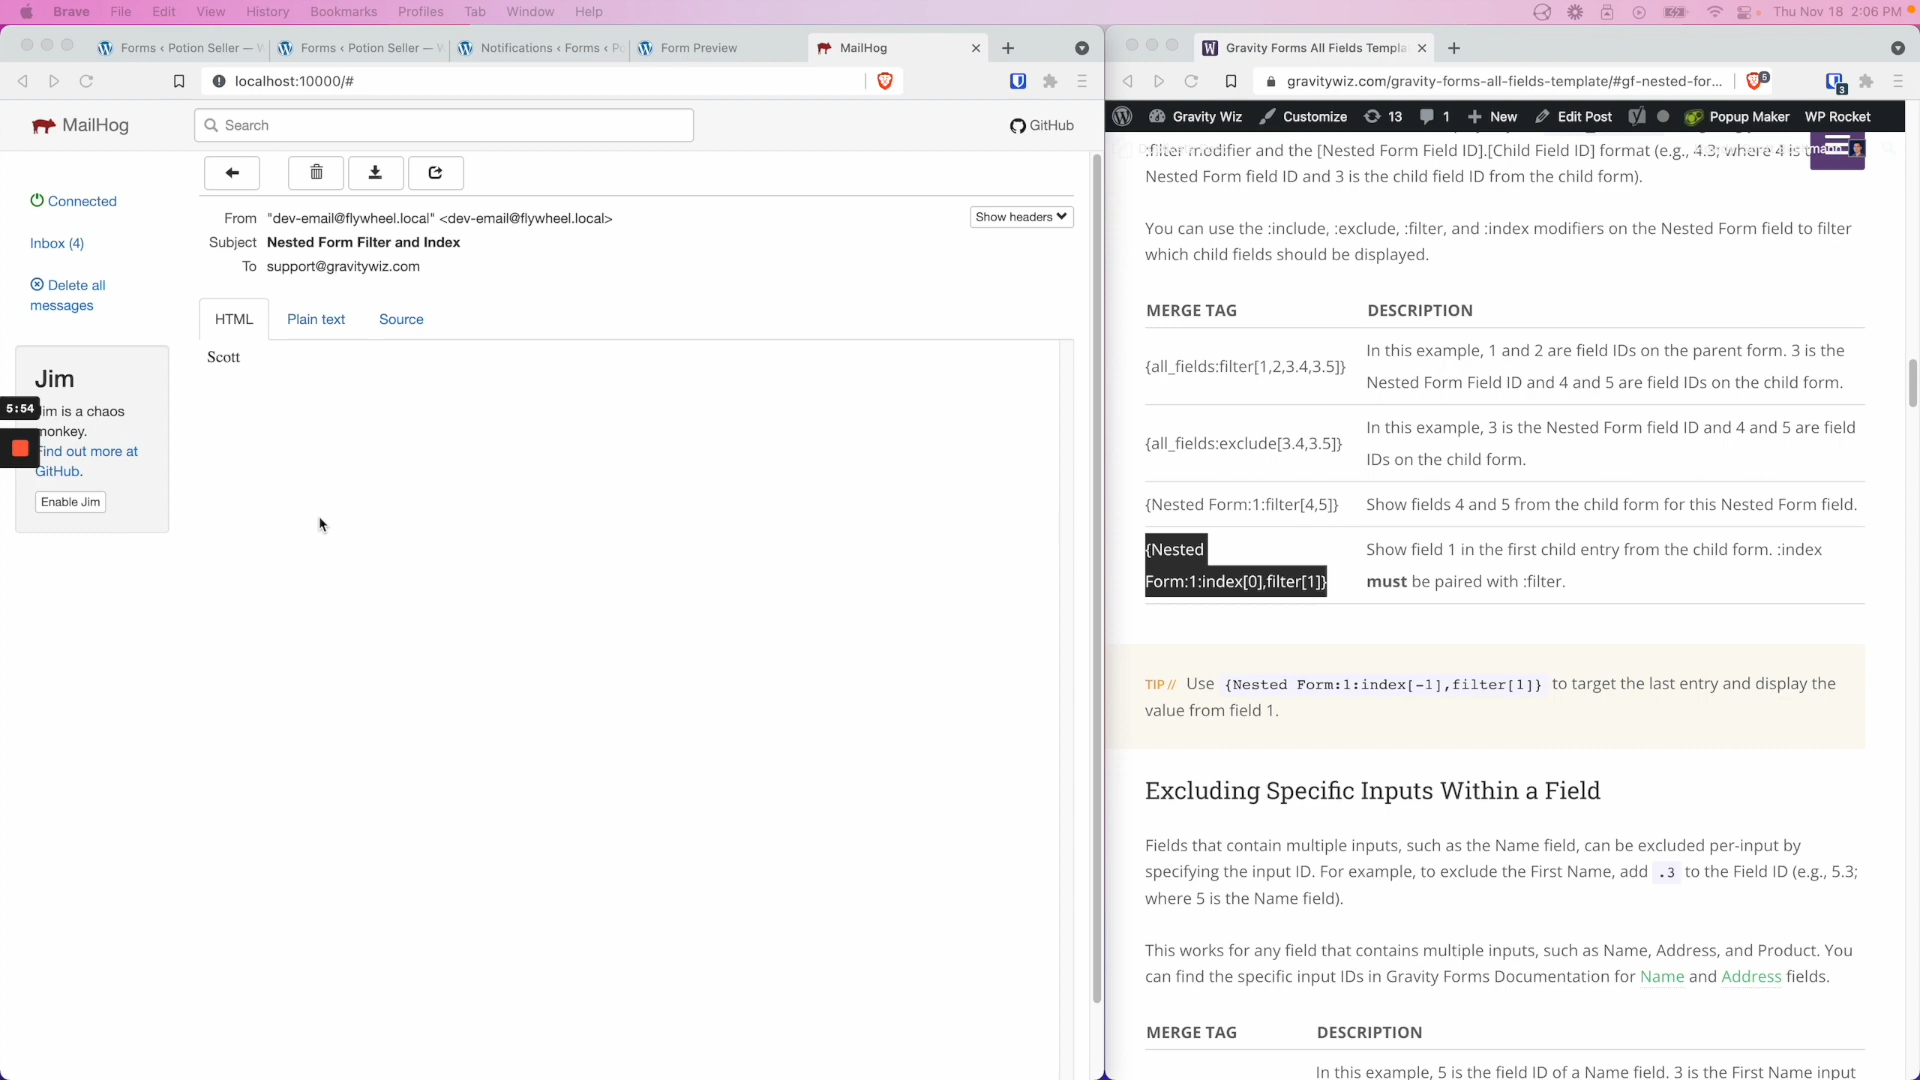 Brave File Edit View History Bookmarks Profiles Tab Window Help
Thu Nov 18 2:06 PM
Forms ‹ Potion Seller —
Forms ‹ Potion Seller —
Notifications ‹ Forms ‹
Form Preview
MailHog
localhost:10000/#
MailHog
Search
GitHub
Connected
Inbox (4)
Delete all
messages
From "dev-email@flywheel.local" <dev-email@flywheel.local>
Show headers
Subject Nested Form Filter and Index
To support@gravitywiz.com
HTML Plain text Source
Scott
Jim
5:54
Jim is a chaos
monkey.
Find out more at
GitHub.
Enable Jim
Gravity Forms All Fields Templa
gravitywiz.com/gravity-forms-all-fields-template/#gf-nested-for...
5
3
Gravity Wiz Customize 13 1 New Edit Post Popup Maker WP Rocket
:filter modifier and the [Nested Form Field ID].[Child Field ID] format (e.g., 4.3; where 4 is
Nested Form field ID and 3 is the child field ID from the child form).
You can use the :include, :exclude, :filter, and :index modifiers on the Nested Form field to filter
which child fields should be displayed.
MERGE TAG DESCRIPTION
{all_fields:filter[1,2,3.4,3.5]}
In this example, 1 and 2 are field IDs on the parent form. 3 is the
Nested Form Field ID and 4 and 5 are field IDs on the child form.
{all_fields:exclude[3.4,3.5]}
In this example, 3 is the Nested Form field ID and 4 and 5 are field
IDs on the child form.
{Nested Form:1:filter[4,5]} Show fields 4 and 5 from the child form for this Nested Form field.
{Nested
Form:1:index[0],filter[1]}
Show field 1 in the first child entry from the child form. :index
must be paired with :filter.
TIP // Use {Nested Form:1:index[-1],filter[1]} to target the last entry and display the
value from field 1.
Excluding Specific Inputs Within a Field
Fields that contain multiple inputs, such as the Name field, can be excluded per-input by
specifying the input ID. For example, to exclude the First Name, add .3 to the Field ID (e.g., 5.3;
where 5 is the Name field).
This works for any field that contains multiple inputs, such as Name, Address, and Product. You
can find the specific input IDs in Gravity Forms Documentation for Name and Address fields.
MERGE TAG DESCRIPTION
In this example, 5 is the field ID of a Name field. 3 is the First Name input